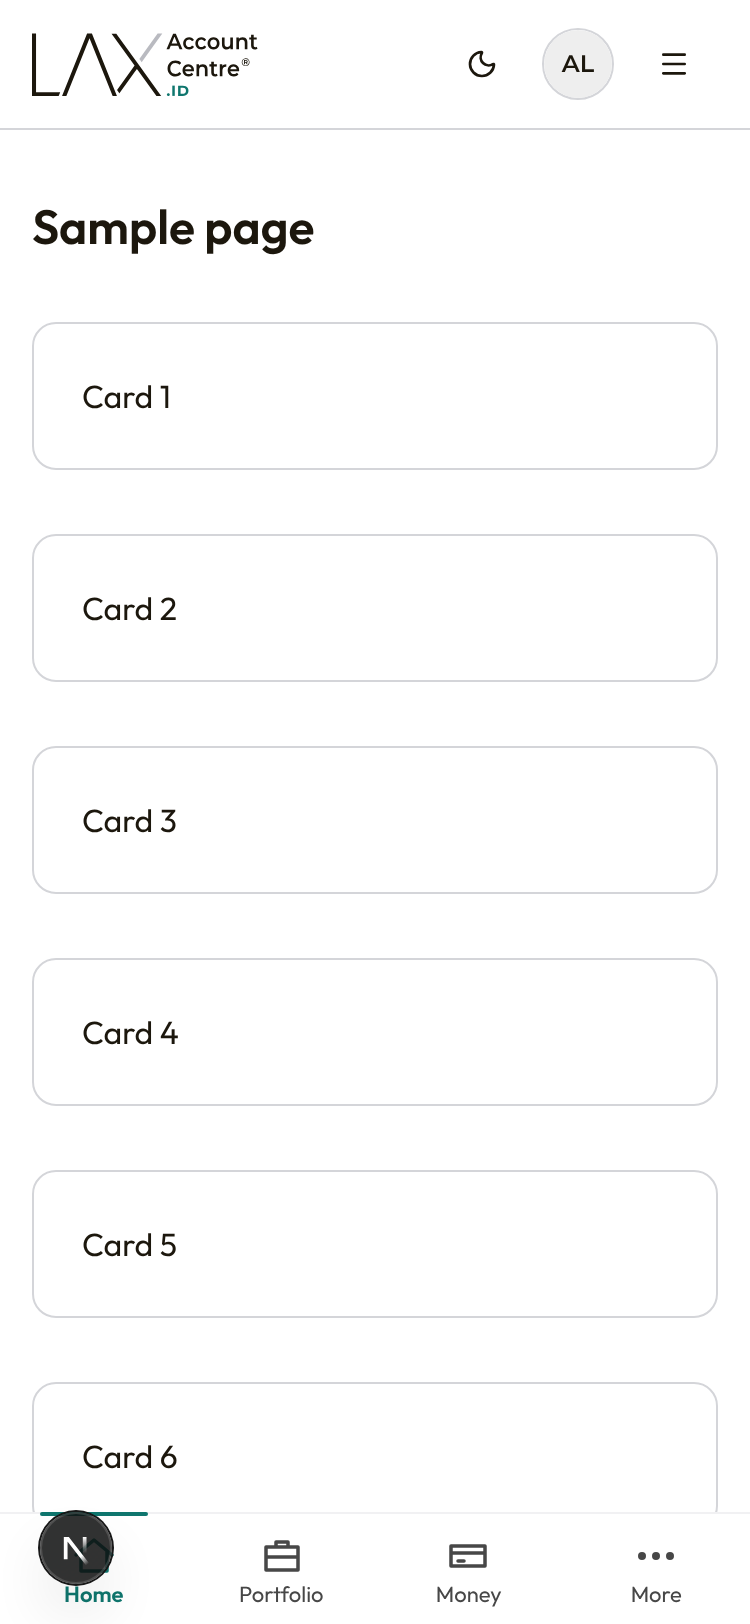 LAX
Account
Centre®
.ID
AL
Sample page
Card 1
Card 2
Card 3
Card 4
Card 5
Card 6
N
Home
Portfolio
Money
More